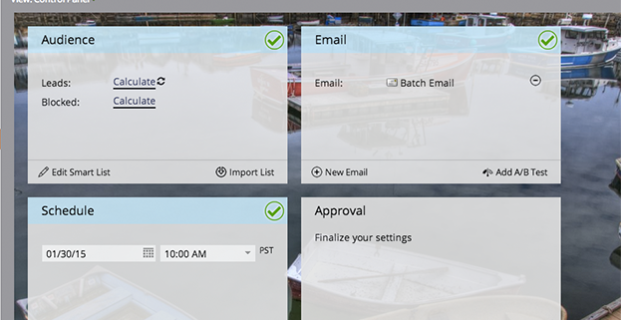 View: Control Panel
Audience
Leads: Calculate
Blocked: Calculate
Edit Smart List Import List
Email
Email: Batch Email
New Email Add A/B Test
Schedule
01/30/15 10:00 AM PST
Approval
Finalize your settings